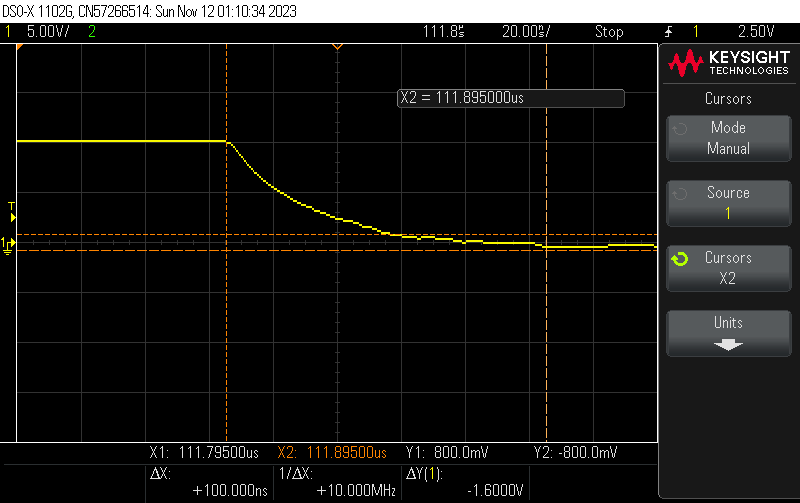 DSO-X 1102G, CN57266514: Sun Nov 12 01:10:34 2023
1 5.00V/ 2 111.8us 20.00s/ Stop 1 2.50V
KEYSIGHT
TECHNOLOGIES
X2 = 111.895000us
Cursors
Mode
Manual
Source
1
Cursors
X2
Units
T
1
X1: 111.79500us X2: 111.89500us Y1: 800.0mV Y2: -800.0mV
ΔX: 1/ΔX: ΔY(1):
+100.000ns +10.000MHz -1.6000V